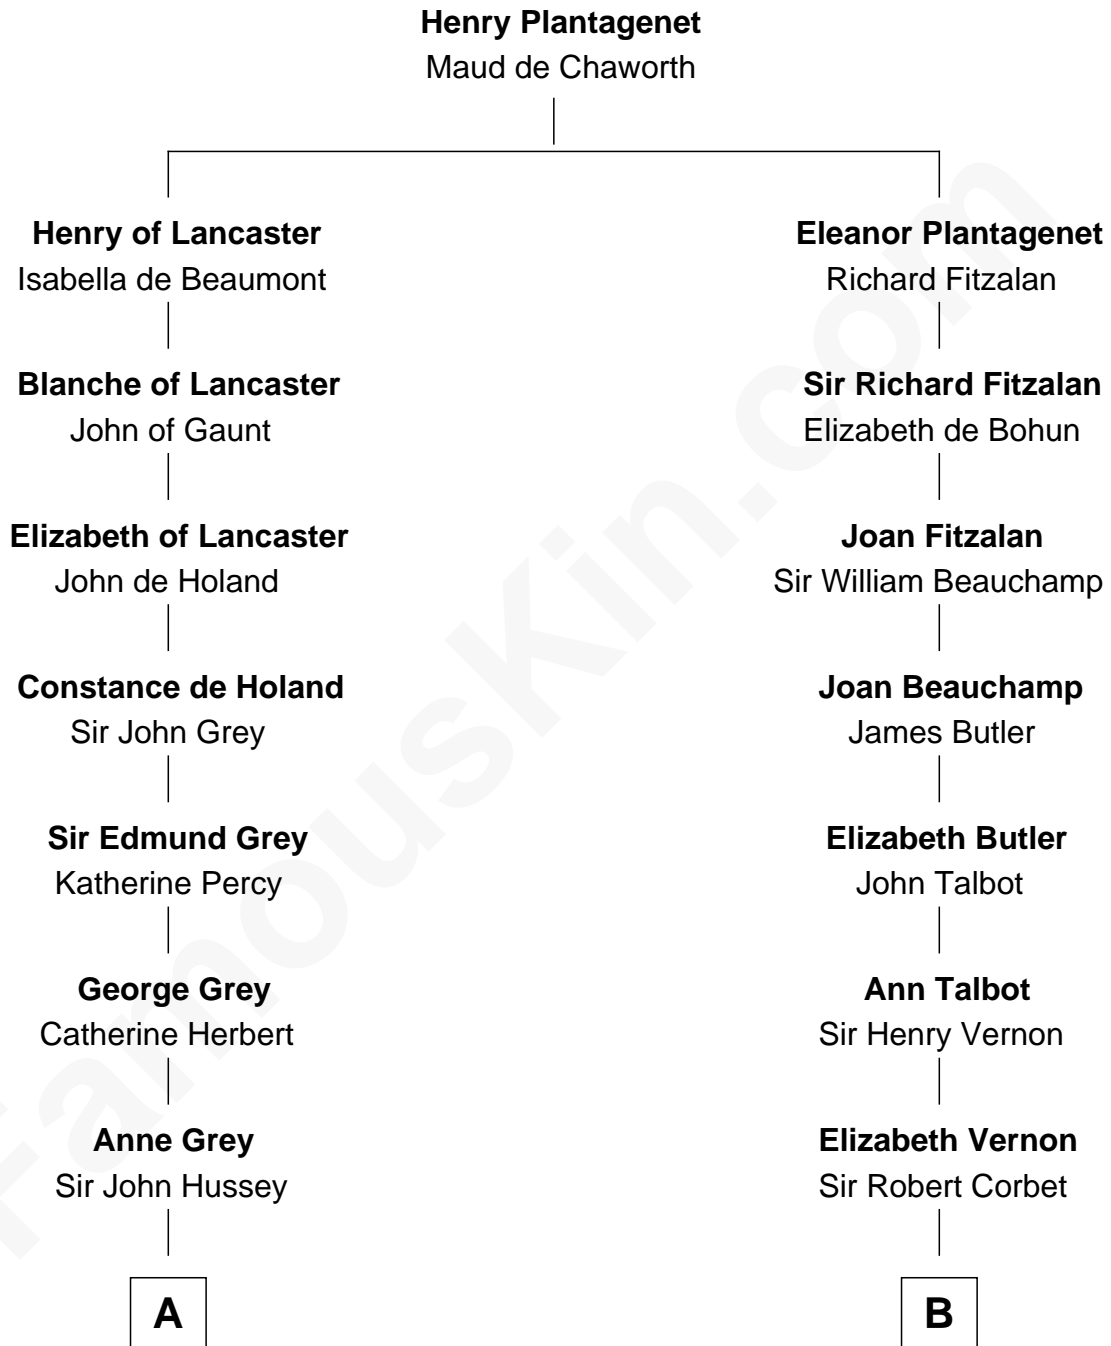 Henry Plantagenet
Maud de Chaworth
Henry of Lancaster
Isabella de Beaumont
Eleanor Plantagenet
Richard Fitzalan
Blanche of Lancaster
John of Gaunt
Sir Richard Fitzalan
Elizabeth de Bohun
Elizabeth of Lancaster
John de Holand
Joan Fitzalan
Sir William Beauchamp
Constance de Holand
Sir John Grey
Joan Beauchamp
James Butler
Sir Edmund Grey
Katherine Percy
Elizabeth Butler
John Talbot
George Grey
Catherine Herbert
Ann Talbot
Sir Henry Vernon
Anne Grey
Sir John Hussey
Elizabeth Vernon
Sir Robert Corbet
A
B
FamousKin.com